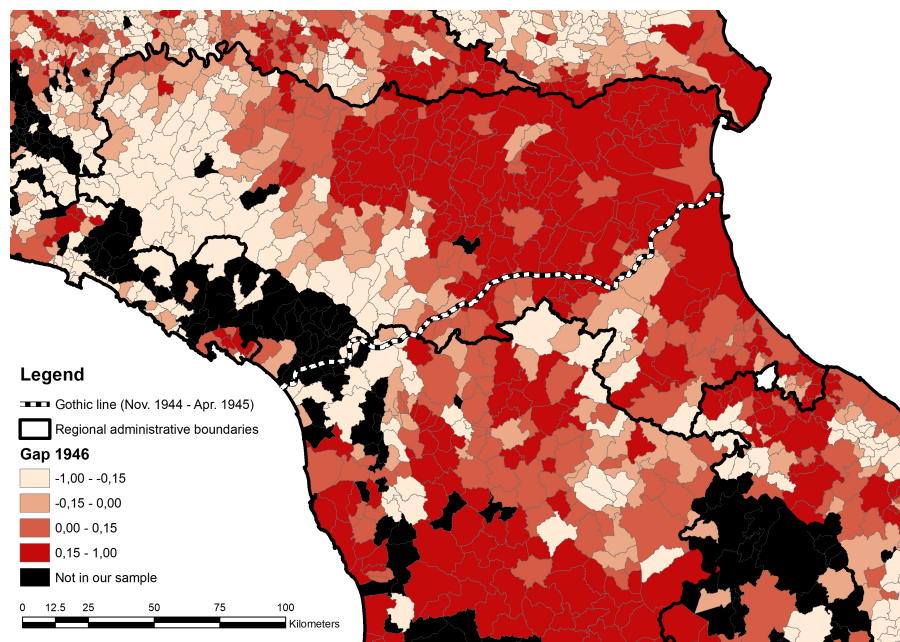 Legend
Gothic line (Nov. 1944 - Apr. 1945)
Regional administrative boundaries
Gap 1946
-1,00 - -0,15
-0,15 - 0,00
0,00 - 0,15
0,15 - 1,00
Not in our sample
0 12.5 25 50 75 100
Kilometers